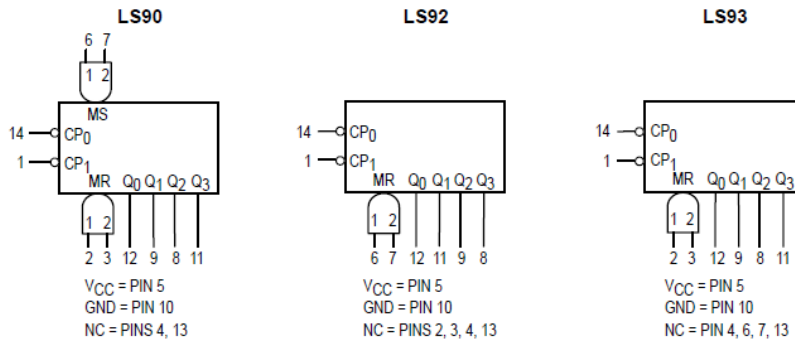 LS90 LS92 LS93
6 7
1 2
MS
14 CP0 14 CP0 14 CP0
1 CP1 1 CP1 1 CP1
MR Q0 Q1 Q2 Q3 MR Q0 Q1 Q2 Q3 MR Q0 Q1 Q2 Q3
1 2 1 2 1 2
2 3 12 9 8 11 6 7 12 11 9 8 2 3 12 9 8 11
VCC = PIN 5 VCC = PIN 5 VCC = PIN 5
GND = PIN 10 GND = PIN 10 GND = PIN 10
NC = PINS 4, 13 NC = PINS 2, 3, 4, 13 NC = PIN 4, 6, 7, 13